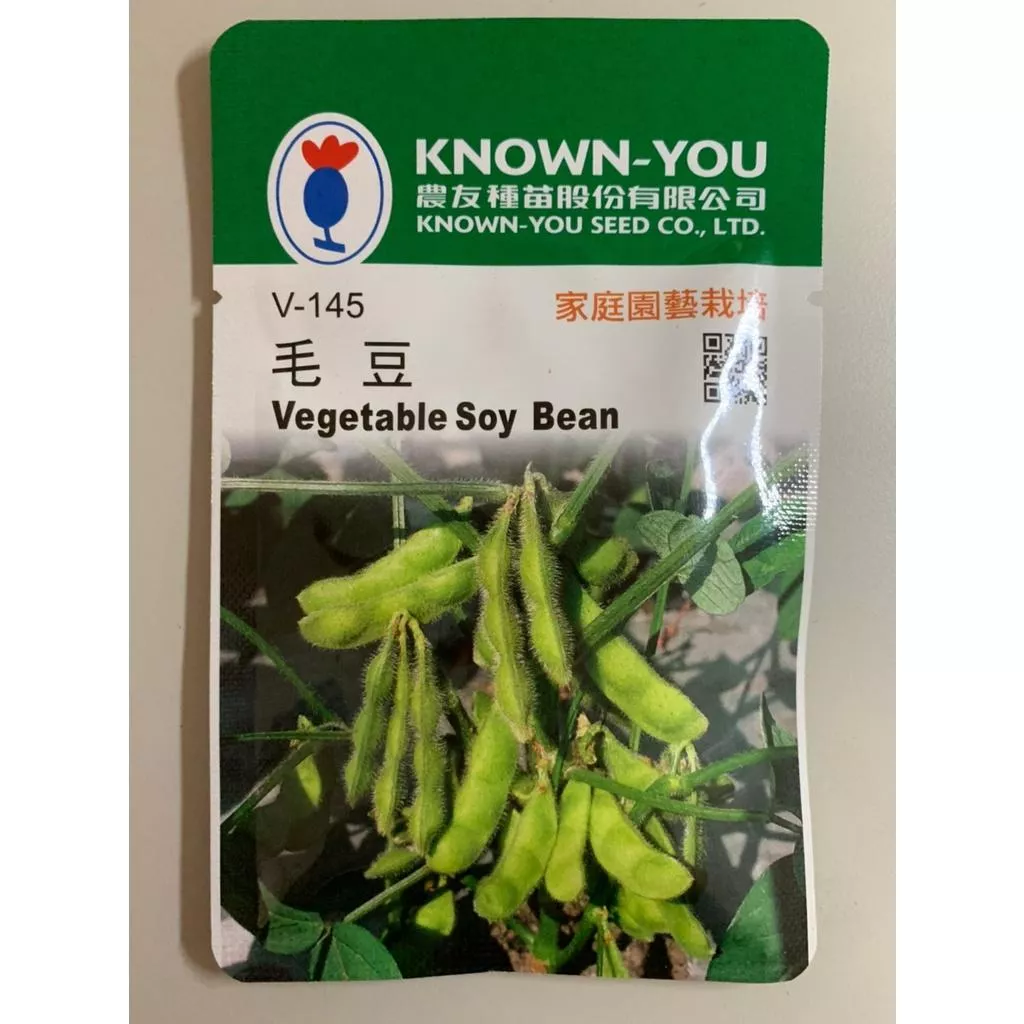 KNOWN-YOU
農友種苗股份有限公司
KNOWN-YOU SEED CO., LTD.
V-145
家庭園藝栽培
毛豆
Vegetable Soy Bean